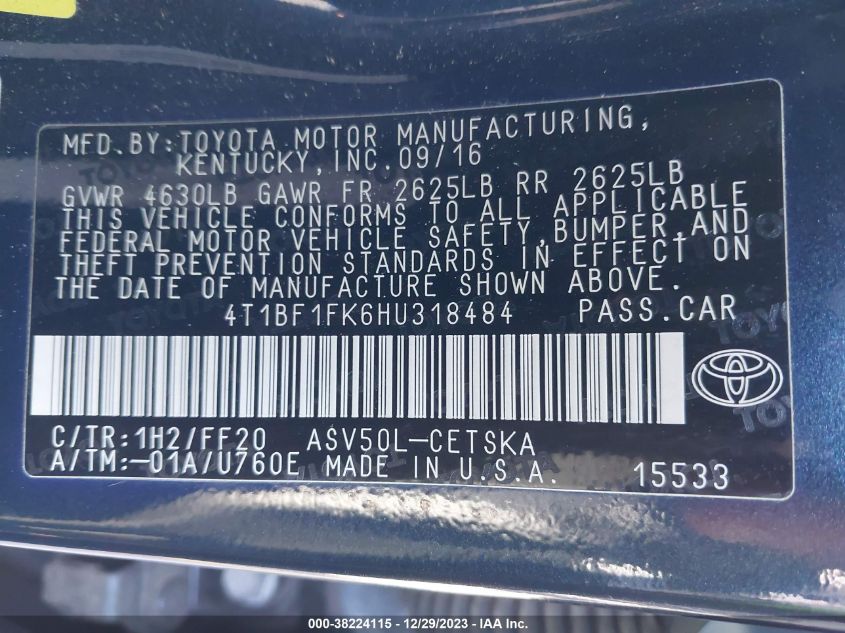 MFD. BY: TOYOTA MOTOR MANUFACTURING,
KENTUCKY, INC. 09/16
GVWR 4630LB GAWR FR 2625LB RR 2625LB
THIS VEHICLE CONFORMS TO ALL APPLICABLE
FEDERAL MOTOR VEHICLE SAFETY, BUMPER, AND
THEFT PREVENTION STANDARDS IN EFFECT ON
THE DATE OF MANUFACTURE SHOWN ABOVE.
4T1BF1FK6HU318484 PASS. CAR
C/TR: 1H2/FF20 ASV50L-CETSKA
A/TM: -01A/U760E MADE IN U.S.A. 15533
000-38224115 - 12/29/2023 - IAA, Inc.